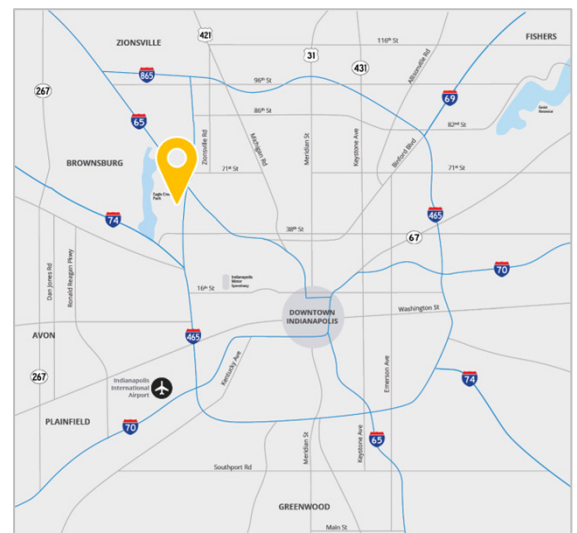 ZIONSVILLE
421
116th St
FISHERS
31
431
Allisonville Rd
865
96th St
267
69
86th St
65
82nd St
Zionsville Rd
Michigan Rd
Meridian St
Keystone Ave
Binford Blvd
BROWNSBURG
71st St
71st St
Eagle Creek
Park
74
465
38th St
67
70
Dan Jones Rd
Ronald Reagan Pkwy
16th St
Indianapolis
Motor
Speedway
DOWNTOWN
INDIANAPOLIS
Washington St
AVON
465
Kentucky Ave
Emerson Ave
267
Indianapolis
International
Airport
74
PLAINFIELD
70
Meridian St
Keystone Ave
65
Southport Rd
GREENWOOD
Main St